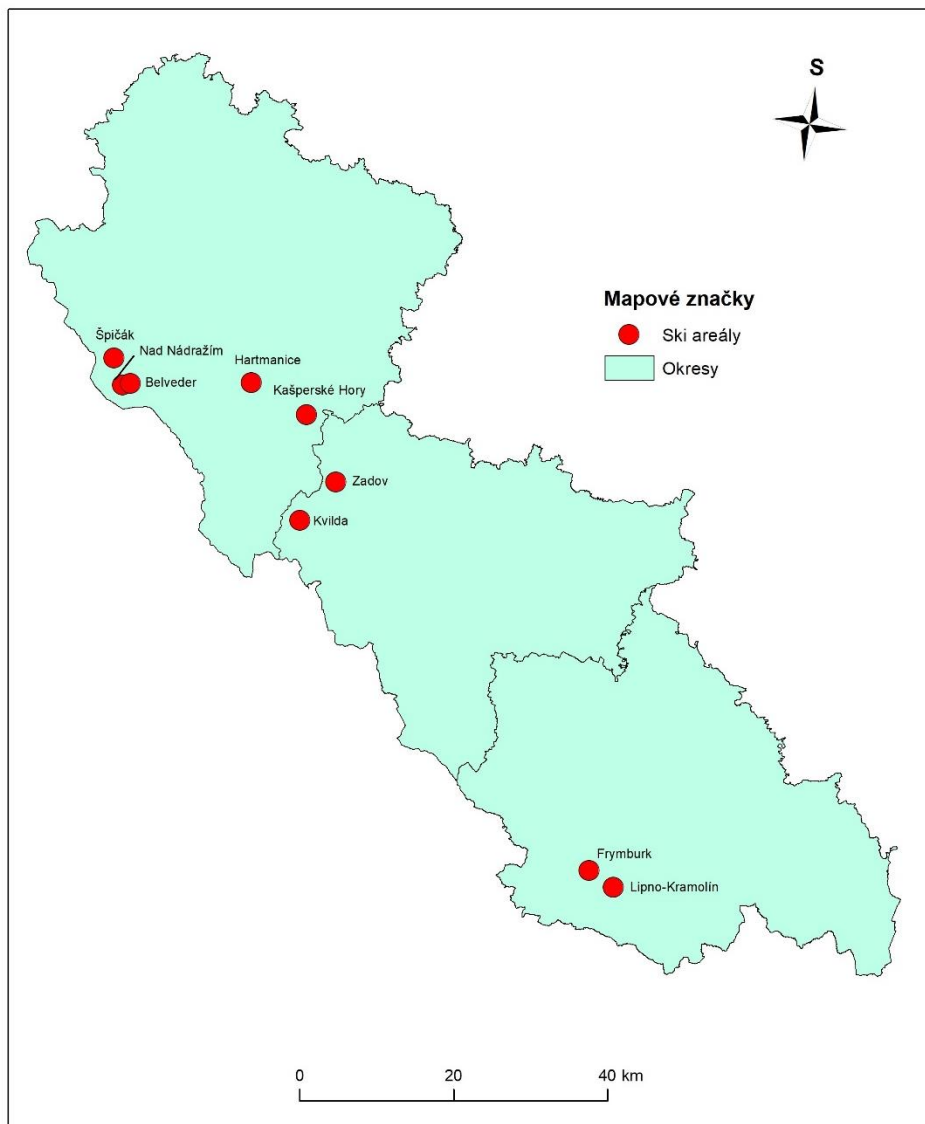 S
Mapové značky
Ski areály
Okresy
Špičák
Nad Nádražím
Belveder
Hartmanice
Kašperské Hory
Zadov
Kvilda
Frymburk
Lipno-Kramolín
0 20 40 km